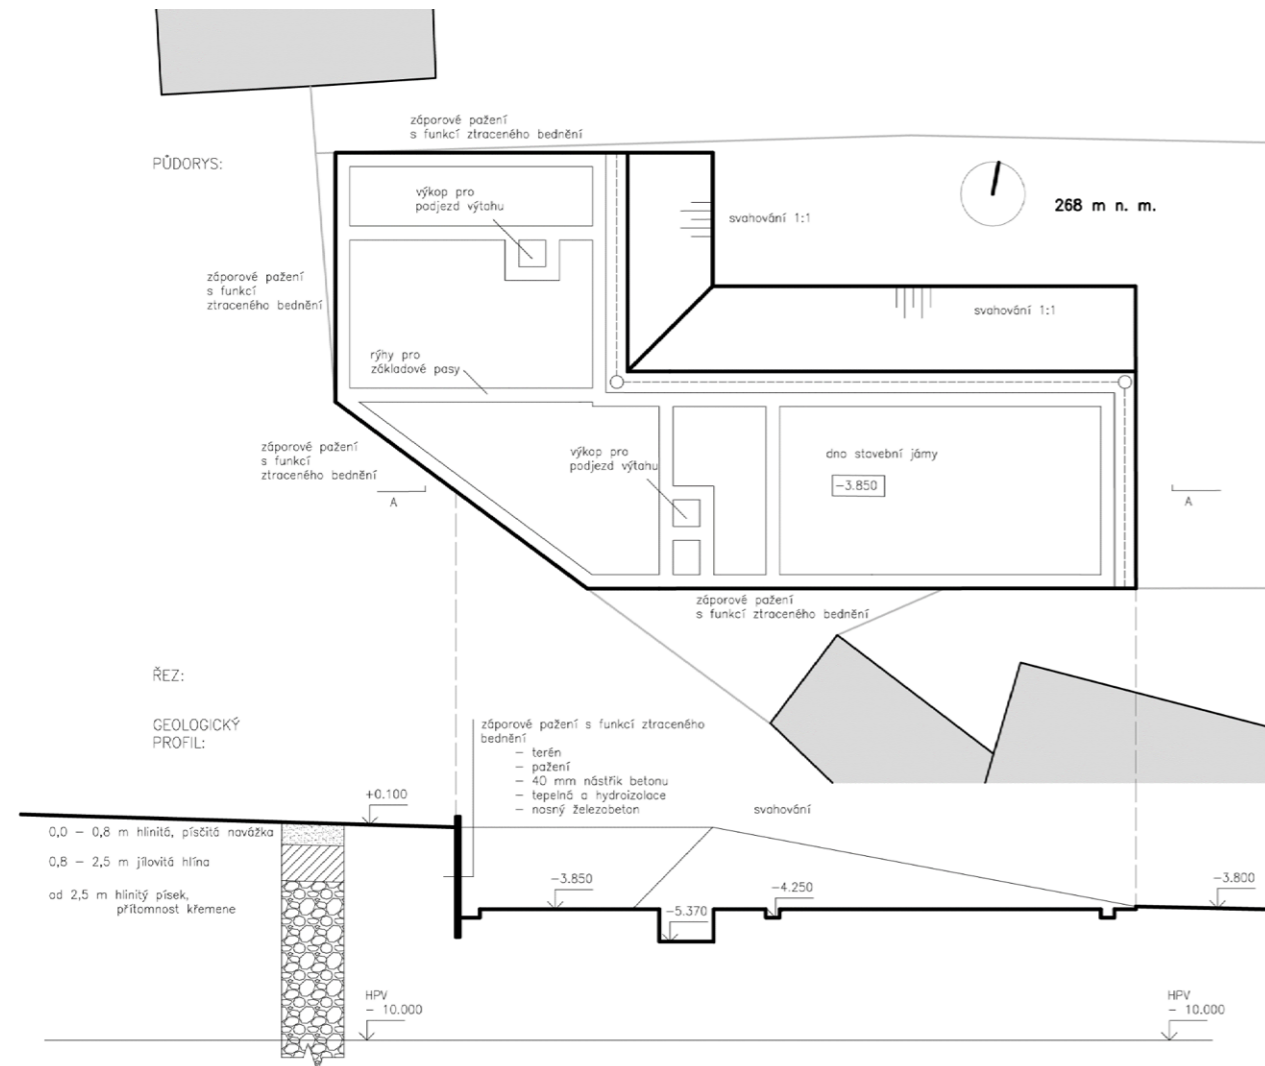 záporové pažení
s funkcí ztraceného bednění
PŮDORYS:
výkop pro
podjezd výtahu
268 m n. m.
svahování 1:1
záporové pažení
s funkcí
ztraceného bednění
svahování 1:1
rýhy pro
základové pasy
záporové pažení
s funkcí
ztraceného bednění
výkop pro
podjezd výtahu
dno stavební jámy
-3.850
A
A
záporové pažení
s funkcí ztraceného bednění
ŘEZ:
GEOLOGICKÝ
PROFIL:
záporové pažení s funkcí ztraceného
bednění
- terén
- pažení
- 40 mm nástřik betonu
- tepelná a hydroizolace
- nosný železobeton
svahování
+0.100
0,0 - 0,8 m hlinitá, písčitá navážka
0,8 - 2,5 m jílovitá hlína
od 2,5 m hlinitý písek,
přítomnost křemene
-3.850
-4.250
-3.800
-5.370
HPV
- 10.000
HPV
- 10.000